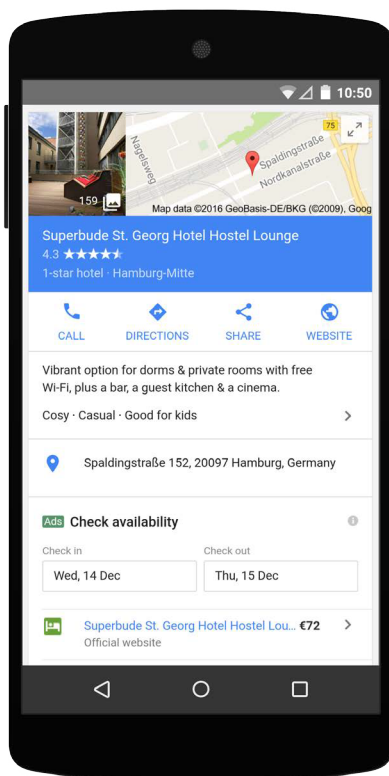 10:50
Nagelsweg
75
Spaldingstraße
Nordkanalstraße
159
Map data ©2016 GeoBasis-DE/BKG (©2009), Goog
Superbude St. Georg Hotel Hostel Lounge
4.3
1-star hotel · Hamburg-Mitte
CALL DIRECTIONS SHARE WEBSITE
Vibrant option for dorms & private rooms with free
Wi-Fi, plus a bar, a guest kitchen & a cinema.
Cosy · Casual · Good for kids
Spaldingstraße 152, 20097 Hamburg, Germany
Ads Check availability
Check in Check out
Wed, 14 Dec Thu, 15 Dec
Superbude St. Georg Hotel Hostel Lou... €72
Official website